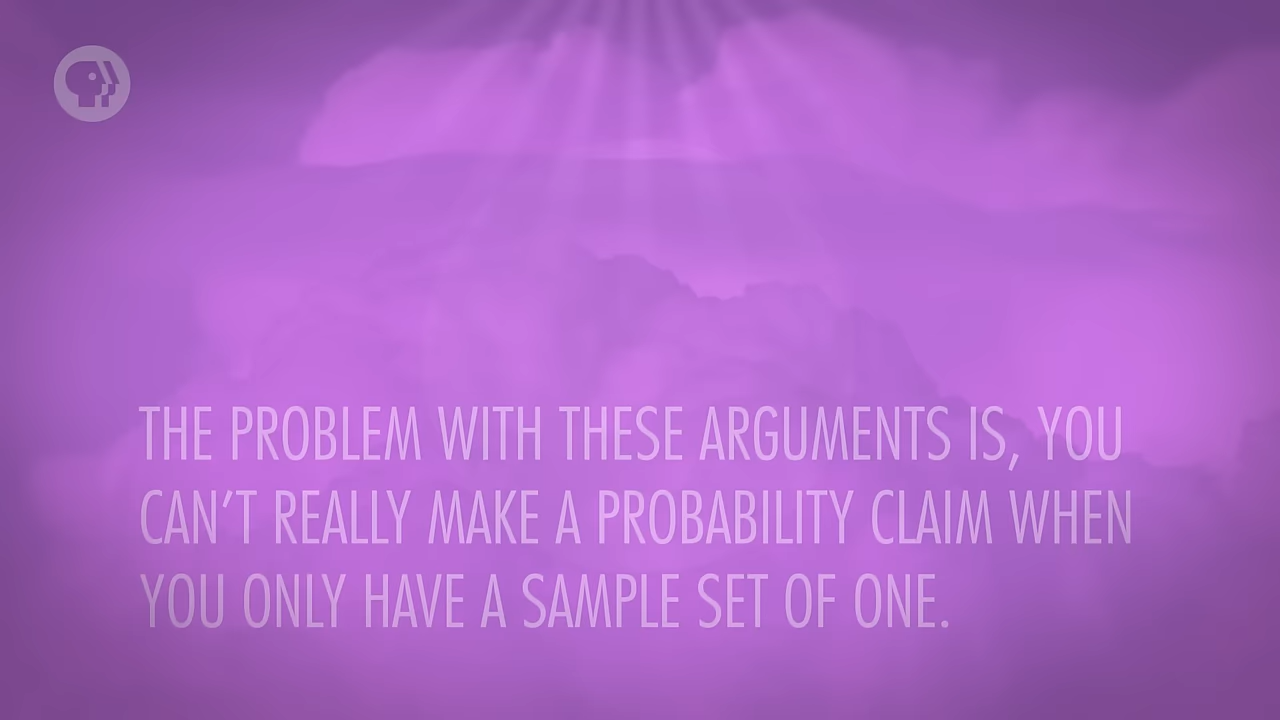 THE PROBLEM WITH THESE ARGUMENTS IS, YOU
CAN’T REALLY MAKE A PROBABILITY CLAIM WHEN
YOU ONLY HAVE A SAMPLE SET OF ONE.